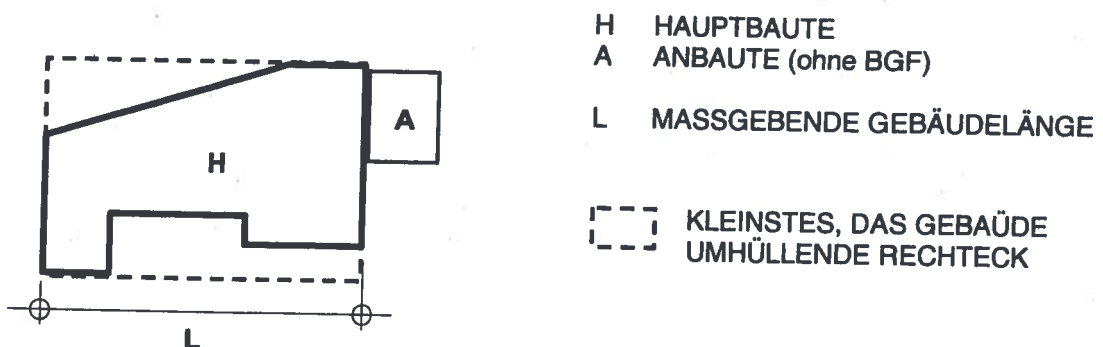 H HAUPTBAUTE
A ANBAUTE (ohne BGF)
L MASSGEBENDE GEBÄUDELÄNGE
KLEINSTES, DAS GEBAÜDE
UMHÜLLENDE RECHTECK
A
H
L